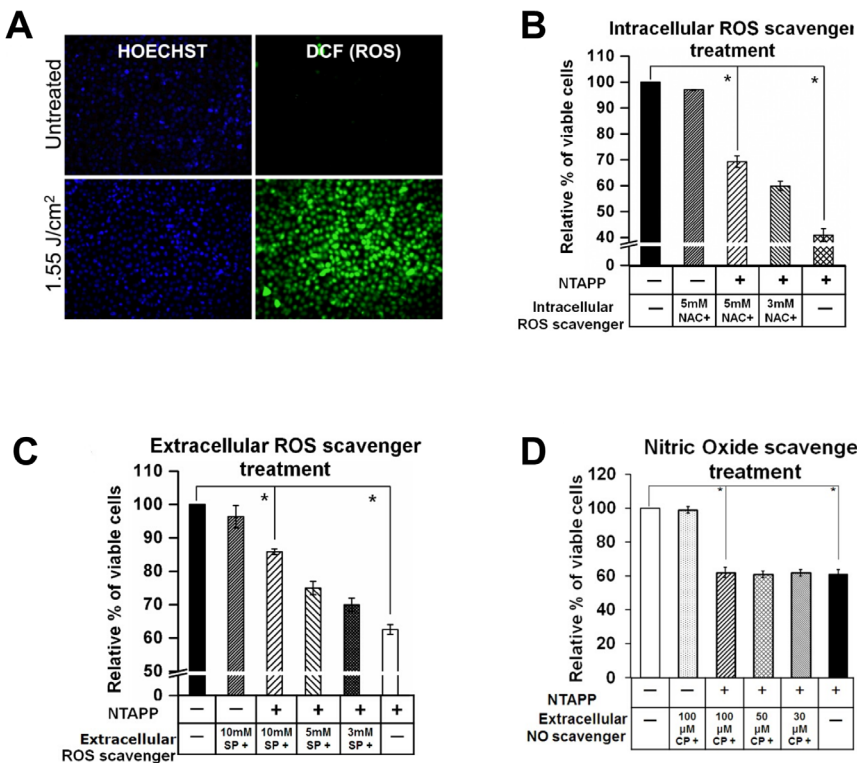 A
HOECHST
DCF (ROS)
Untreated
1.55 J/cm²
B
Intracellular ROS scavenger
treatment
Relative % of viable cells
110
100
90
80
70
60
50
40
0
*
*
NTAPP
— — + + +
Intracellular
ROS scavenger
— 5mM NAC+ 5mM NAC+ 3mM NAC+ —
C
Extracellular ROS scavenger
treatment
Relative % of viable cells
110
100
90
80
70
60
50
0
*
*
NTAPP
— — + + + +
Extracellular
ROS scavenger
— 10mM SP + 10mM SP + 5mM SP + 3mM SP + —
D
Nitric Oxide scavenge
treatment
Relative % of viable cells
120
100
80
60
40
20
0
*
*
NTAPP
— — + + + +
Extracellular
NO scavenger
— 100 µM CP + 100 µM CP + 50 µM CP + 30 µM CP + —